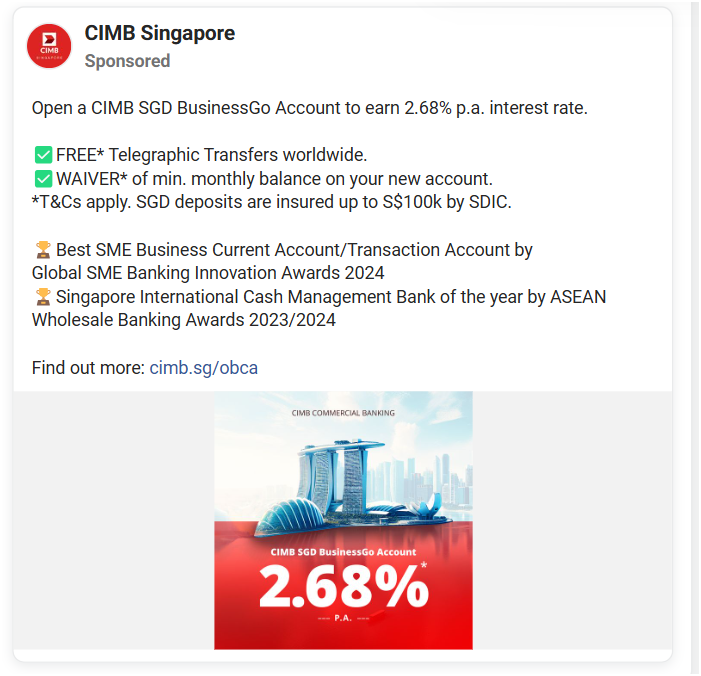 CIMB
SINGAPORE
CIMB Singapore
Sponsored
Open a CIMB SGD BusinessGo Account to earn 2.68% p.a. interest rate.
✅ FREE* Telegraphic Transfers worldwide.
✅ WAIVER* of min. monthly balance on your new account.
*T&Cs apply. SGD deposits are insured up to S$100k by SDIC.
🏆 Best SME Business Current Account/Transaction Account by
Global SME Banking Innovation Awards 2024
🏆 Singapore International Cash Management Bank of the year by ASEAN
Wholesale Banking Awards 2023/2024
Find out more: cimb.sg/obca
CIMB COMMERCIAL BANKING
CIMB SGD BusinessGo Account
2.68%*
P.A.